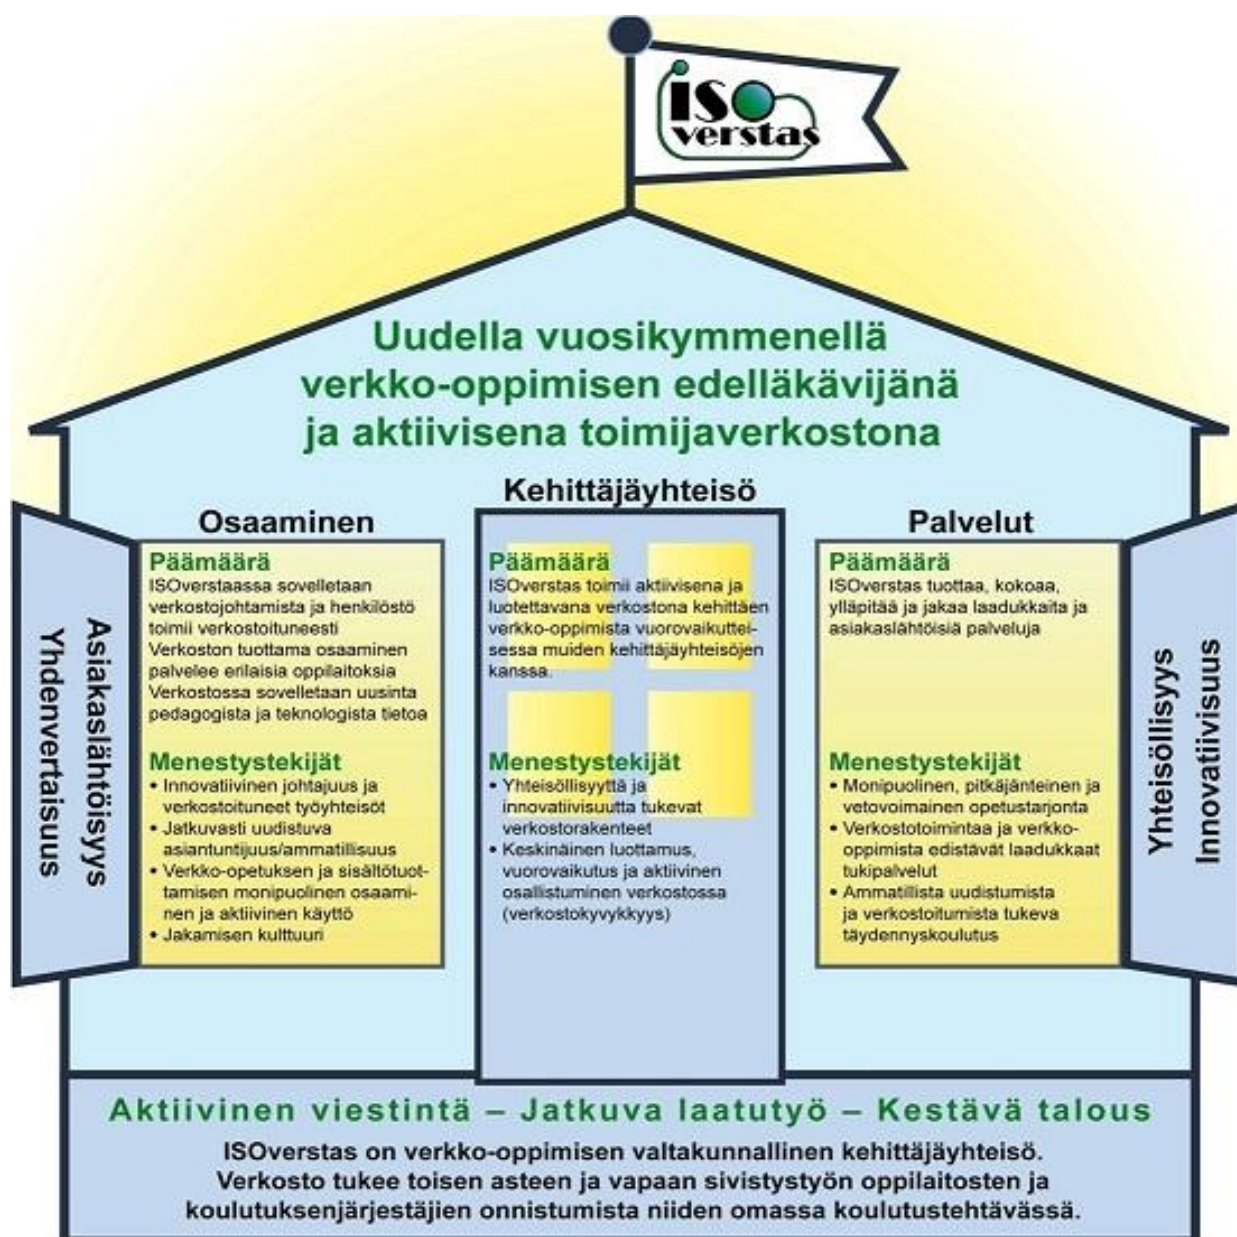 ISO
verstas
Uudella vuosikymmenellä
verkko-oppimisen edelläkävijänä
ja aktiivisena toimijaverkostona
Asiakaslähtöisyys
Yhdenvertaisuus
Osaaminen
Päämäärä
ISOverstaassa sovelletaan
verkostojohtamista ja henkilöstö
toimii verkostoituneesti
Verkoston tuottama osaaminen
palvelee erilaisia oppilaitoksia
Verkostossa sovelletaan uusinta
pedagogista ja teknologista tietoa
Menestystekijät
• Innovatiivinen johtajuus ja
verkostoituneet työyhteisöt
• Jatkuvasti uudistuva
asiantuntijuus/ammatillisuus
• Verkko-opetuksen ja sisältötuot-
tamisen monipuolinen osaami-
nen ja aktiivinen käyttö
• Jakamisen kulttuuri
Kehittäjäyhteisö
Päämäärä
ISOverstas toimii aktiivisena ja
luotettavana verkostona kehittäen
verkko-oppimista vuorovaikuttei-
sessa muiden kehittäjäyhteisöjen
kanssa.
Menestystekijät
• Yhteisöllisyyttä ja
innovatiivisuutta tukevat
verkostorakenteet
• Keskinäinen luottamus,
vuorovaikutus ja aktiivinen
osallistuminen verkostossa
(verkostokyvykkyys)
Palvelut
Päämäärä
ISOverstas tuottaa, kokoaa,
ylläpitää ja jakaa laadukkaita ja
asiakaslähtöisiä palveluja
Menestystekijät
• Monipuolinen, pitkäjänteinen ja
vetovoimainen opetustarjonta
• Verkostotoimintaa ja verkko-
oppimista edistävät laadukkaat
tukipalvelut
• Ammatillista uudistumista
ja verkostoitumista tukeva
täydennyskoulutus
Yhteisöllisyys
Innovatiivisuus
Aktiivinen viestintä – Jatkuva laatutyö – Kestävä talous
ISOverstas on verkko-oppimisen valtakunnallinen kehittäjäyhteisö.
Verkosto tukee toisen asteen ja vapaan sivistystyön oppilaitosten ja
koulutuksenjärjestäjien onnistumista niiden omassa koulutustehtävässä.